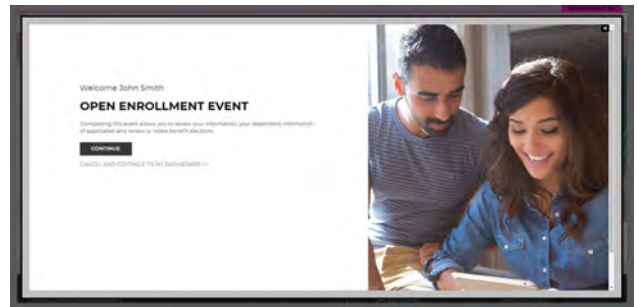 Welcome John Smith
OPEN ENROLLMENT EVENT
Completing this event allows you to review your information, your dependent information
(if applicable) and review or make benefit elections.
CONTINUE
CANCEL AND CONTINUE TO MY DASHBOARD >>